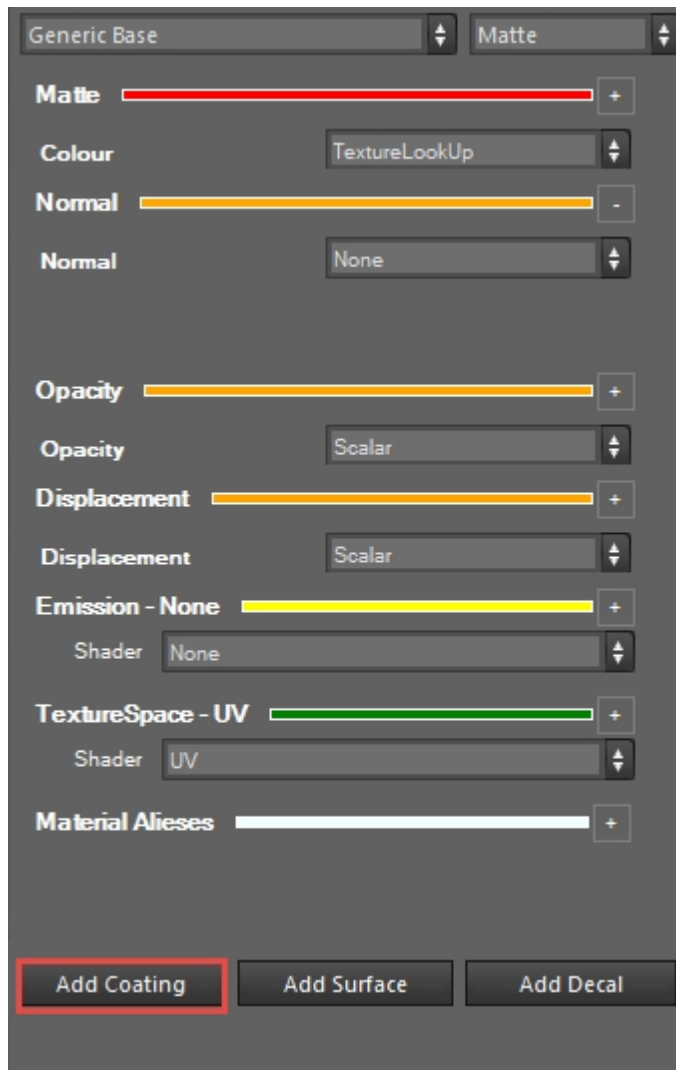 Generic Base Matte
Matte +
Colour TextureLookUp
Normal -
Normal None
Opacity +
Opacity Scalar
Displacement +
Displacement Scalar
Emission - None +
Shader None
TextureSpace - UV +
Shader UV
Material Alieses +
Add Coating Add Surface Add Decal